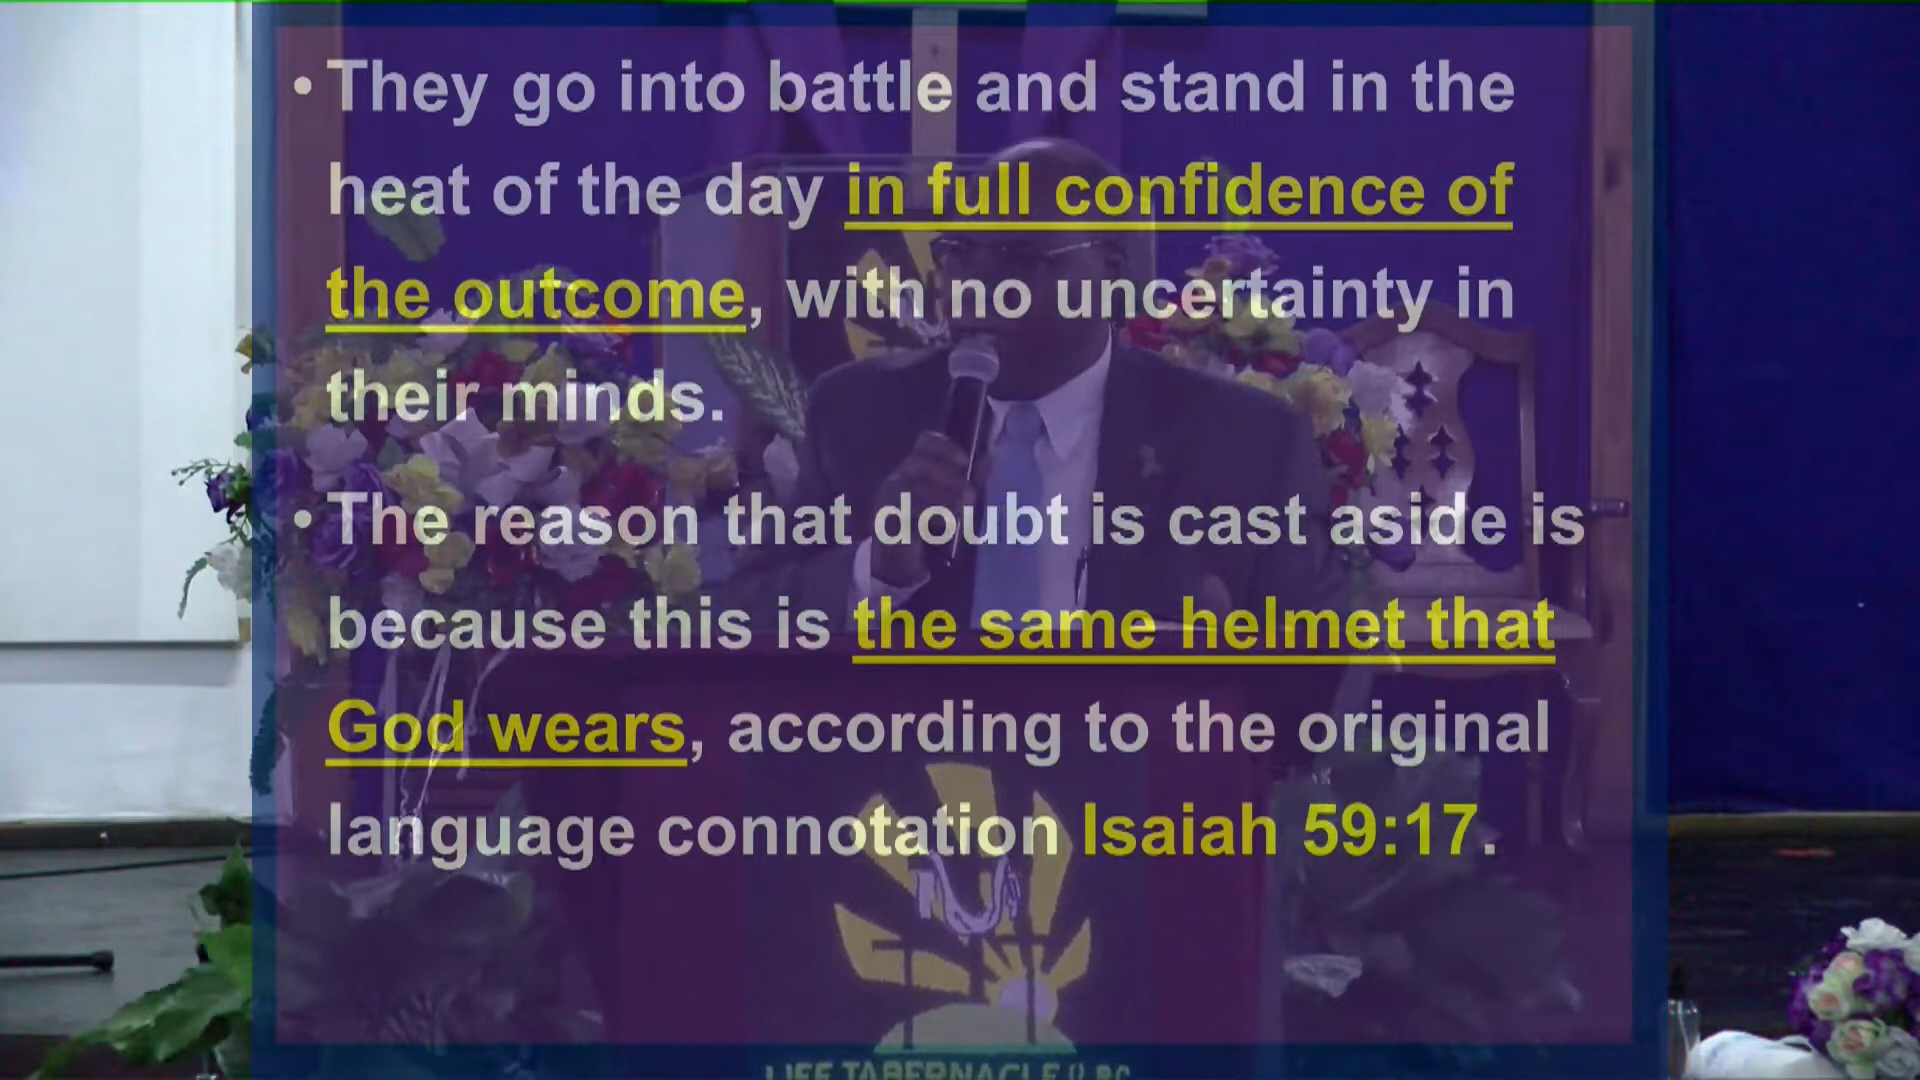 • They go into battle and stand in the
heat of the day in full confidence of
the outcome, with no uncertainty in
their minds.
• The reason that doubt is cast aside is
because this is the same helmet that
God wears, according to the original
language connotation Isaiah 59:17.
LIFE TABERNACLE U.P.C